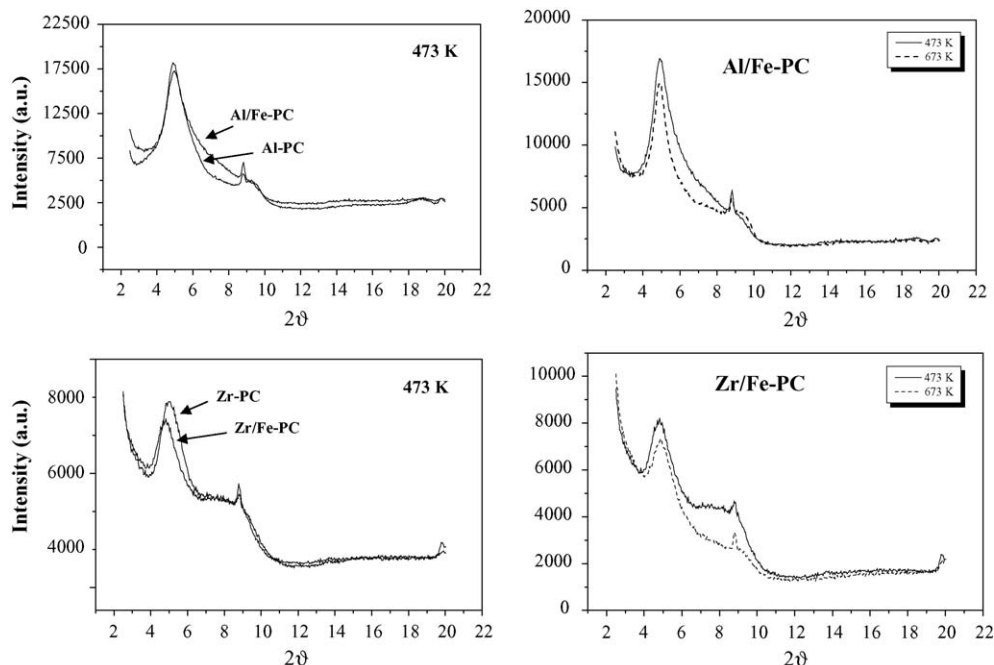 22500
17500
12500
7500
2500
0
Intensity (a.u.)
473 K
Al/Fe-PC
Al-PC
2 4 6 8 10 12 14 16 18 20 22
2ϑ
20000
15000
10000
5000
0
473 K
673 K
Al/Fe-PC
2 4 6 8 10 12 14 16 18 20 22
2ϑ
8000
6000
4000
Intensity (a.u.)
473 K
Zr-PC
Zr/Fe-PC
2 4 6 8 10 12 14 16 18 20 22
2ϑ
10000
8000
6000
4000
2000
0
Zr/Fe-PC
473 K
673 K
2 4 6 8 10 12 14 16 18 20 22
2ϑ